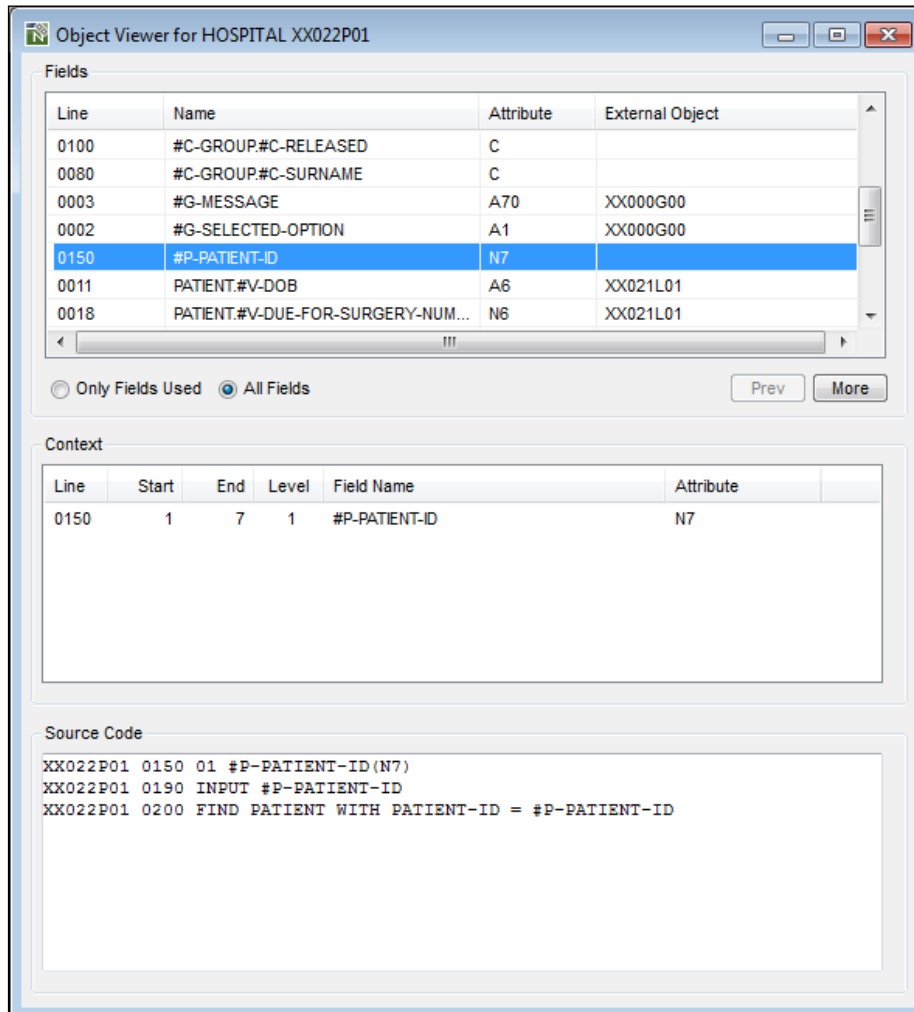 Object Viewer for HOSPITAL XX022P01
Fields
Line Name Attribute External Object
0100 #C-GROUP.#C-RELEASED C
0080 #C-GROUP.#C-SURNAME C
0003 #G-MESSAGE A70 XX000G00
0002 #G-SELECTED-OPTION A1 XX000G00
0150 #P-PATIENT-ID N7
0011 PATIENT.#V-DOB A6 XX021L01
0018 PATIENT.#V-DUE-FOR-SURGERY-NUM... N6 XX021L01
Only Fields Used All Fields Prev More
Context
Line Start End Level Field Name Attribute
0150 1 7 1 #P-PATIENT-ID N7
Source Code
XX022P01 0150 01 #P-PATIENT-ID(N7)
XX022P01 0190 INPUT #P-PATIENT-ID
XX022P01 0200 FIND PATIENT WITH PATIENT-ID = #P-PATIENT-ID